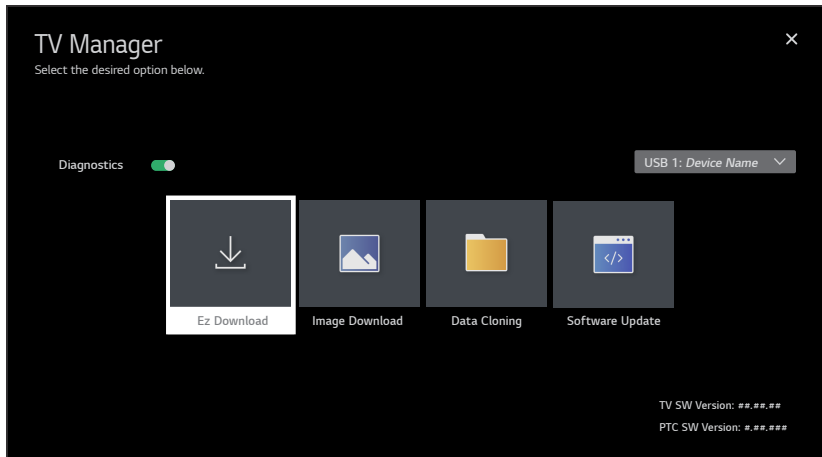 TV Manager
Select the desired option below.
Diagnostics
USB 1: Device Name
</>
Ez Download
Image Download
Data Cloning
Software Update
TV SW Version: ##.##.##
PTC SW Version: #.##.###